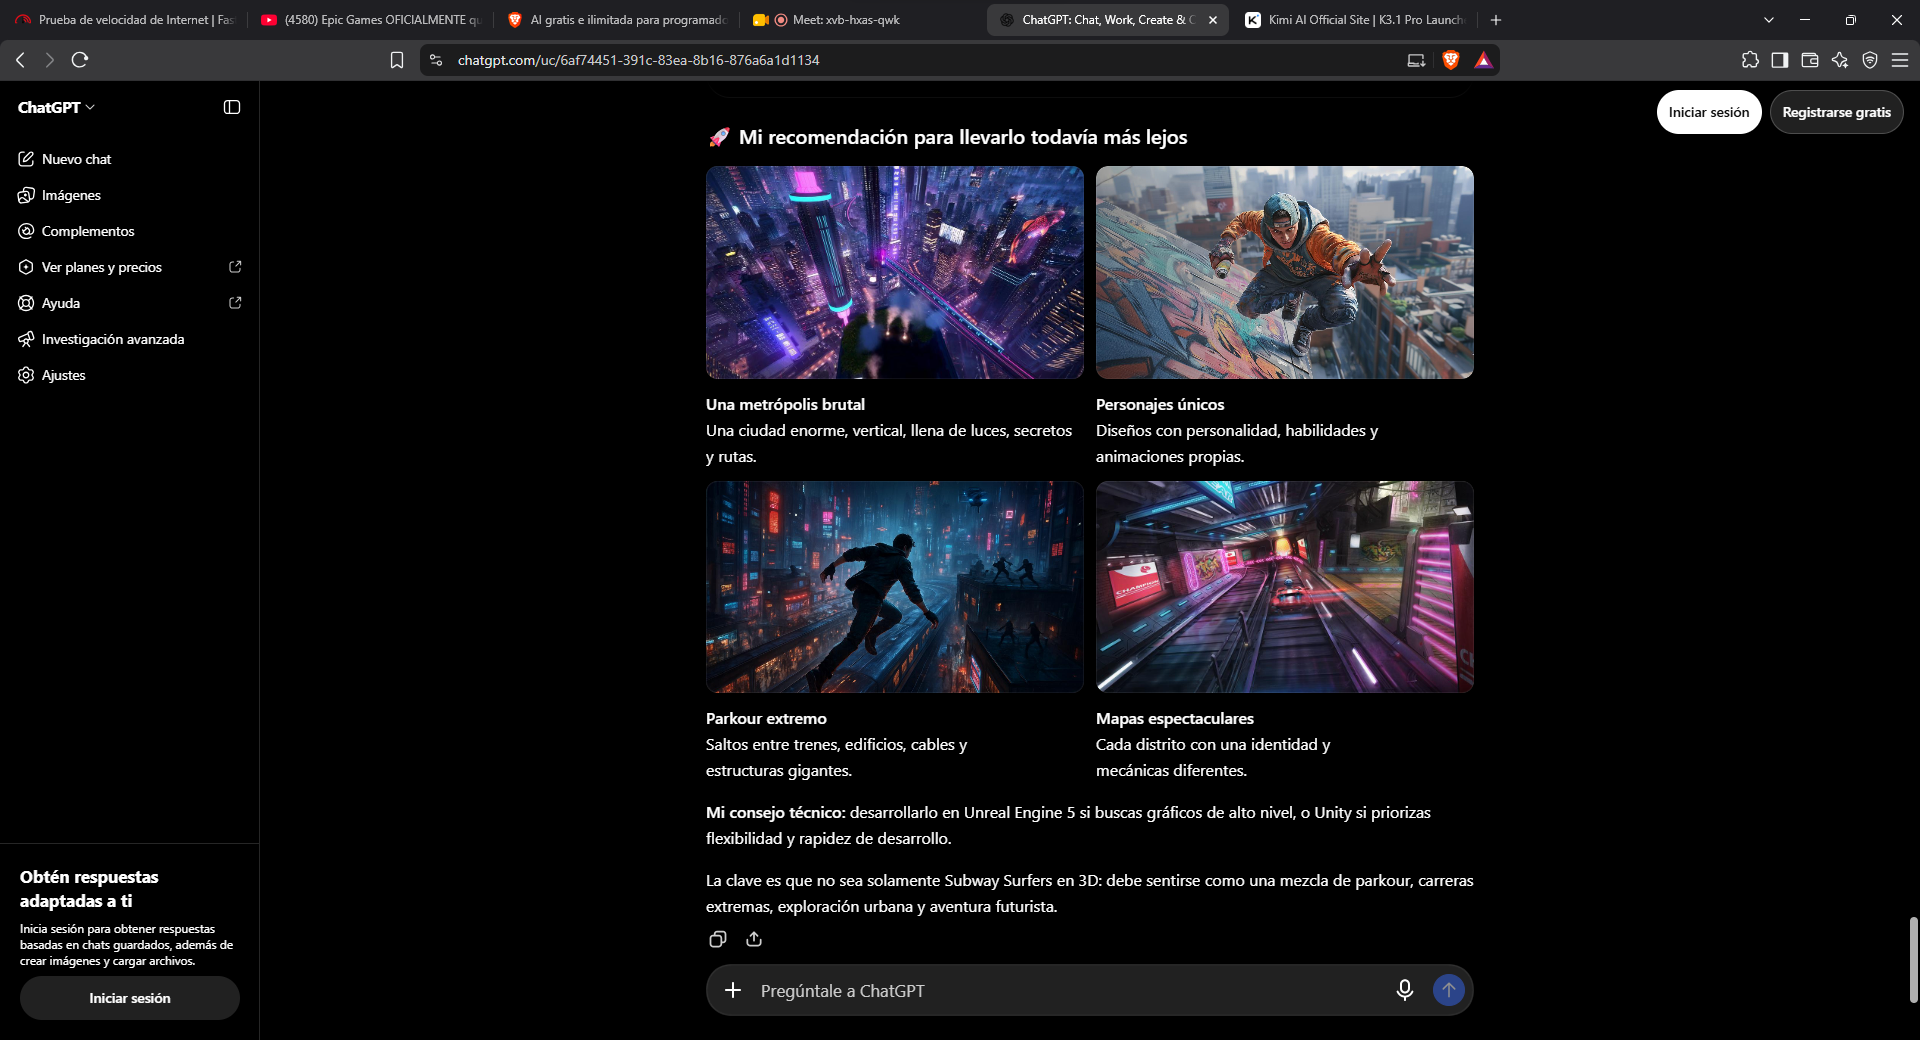 Prueba de velocidad de Internet | Fas
(4580) Epic Games OFICIALMENTE qu
AI gratis e ilimitada para programado
Meet: xvb-hxas-qwk
ChatGPT: Chat, Work, Create & C
Kimi AI Official Site | K3.1 Pro Launch
chatgpt.com/uc/6af74451-391c-83ea-8b16-876a6a1d1134
ChatGPT
Iniciar sesión
Registrarse gratis
Nuevo chat
Imágenes
Complementos
Ver planes y precios
Ayuda
Investigación avanzada
Ajustes
🚀 Mi recomendación para llevarlo todavía más lejos
Una metrópolis brutal
Una ciudad enorme, vertical, llena de luces, secretos
y rutas.
Personajes únicos
Diseños con personalidad, habilidades y
animaciones propias.
CHAMPION
Parkour extremo
Saltos entre trenes, edificios, cables y
estructuras gigantes.
Mapas espectaculares
Cada distrito con una identidad y
mecánicas diferentes.
Mi consejo técnico: desarrollarlo en Unreal Engine 5 si buscas gráficos de alto nivel, o Unity si priorizas
flexibilidad y rapidez de desarrollo.
La clave es que no sea solamente Subway Surfers en 3D: debe sentirse como una mezcla de parkour, carreras
extremas, exploración urbana y aventura futurista.
Pregúntale a ChatGPT
Obtén respuestas
adaptadas a ti
Inicia sesión para obtener respuestas
basadas en chats guardados, además de
crear imágenes y cargar archivos.
Iniciar sesión